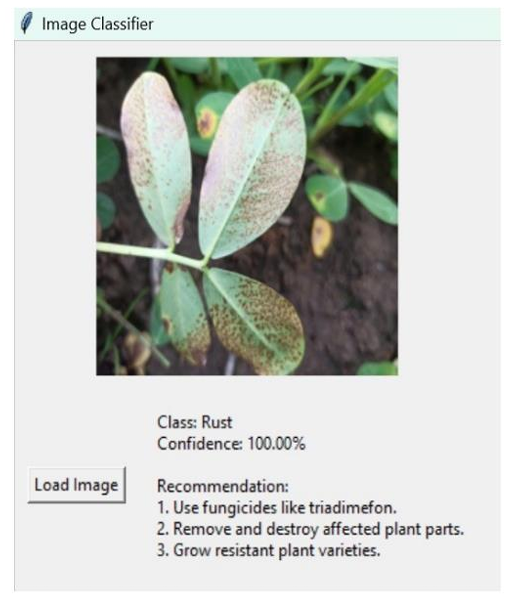 Image Classifier
Class: Rust
Confidence: 100.00%
Load Image
Recommendation:
1. Use fungicides like triadimefon.
2. Remove and destroy affected plant parts.
3. Grow resistant plant varieties.